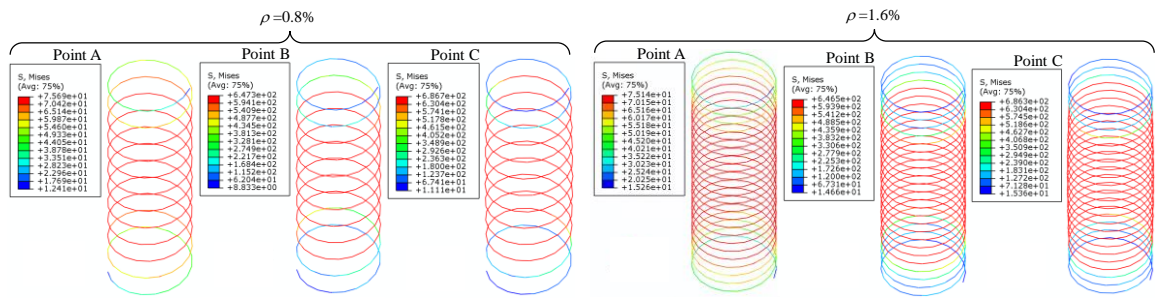 ρ=0.8%
ρ=1.6%
Point A
S, Mises
(Avg: 75%)
+7.569e+01
+7.042e+01
+6.514e+01
+5.987e+01
+5.460e+01
+4.933e+01
+4.405e+01
+3.878e+01
+3.351e+01
+2.823e+01
+2.296e+01
+1.769e+01
+1.241e+01
Point B
S, Mises
(Avg: 75%)
+6.473e+02
+5.941e+02
+5.409e+02
+4.877e+02
+4.345e+02
+3.813e+02
+3.281e+02
+2.749e+02
+2.217e+02
+1.684e+02
+1.152e+02
+6.204e+01
+8.833e+00
Point C
S, Mises
(Avg: 75%)
+6.867e+02
+6.304e+02
+5.741e+02
+5.178e+02
+4.615e+02
+4.052e+02
+3.489e+02
+2.926e+02
+2.363e+02
+1.800e+02
+1.237e+02
+6.741e+01
+1.111e+01
Point A
S, Mises
(Avg: 75%)
+7.514e+01
+7.015e+01
+6.516e+01
+6.017e+01
+5.518e+01
+5.019e+01
+4.520e+01
+4.021e+01
+3.522e+01
+3.023e+01
+2.524e+01
+2.025e+01
+1.526e+01
Point B
S, Mises
(Avg: 75%)
+6.465e+02
+5.939e+02
+5.412e+02
+4.885e+02
+4.359e+02
+3.832e+02
+3.306e+02
+2.779e+02
+2.253e+02
+1.726e+02
+1.200e+02
+6.731e+01
+1.466e+01
Point C
S, Mises
(Avg: 75%)
+6.863e+02
+6.304e+02
+5.745e+02
+5.186e+02
+4.627e+02
+4.068e+02
+3.509e+02
+2.949e+02
+2.390e+02
+1.831e+02
+1.272e+02
+7.128e+01
+1.536e+01